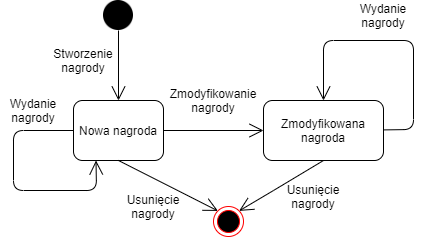 Wydanie
nagrody
Stworzenie
nagrody
Zmodyfikowanie
nagrody
Wydanie
nagrody
Nowa nagroda
Zmodyfikowana
nagroda
Usunięcie
nagrody
Usunięcie
nagrody